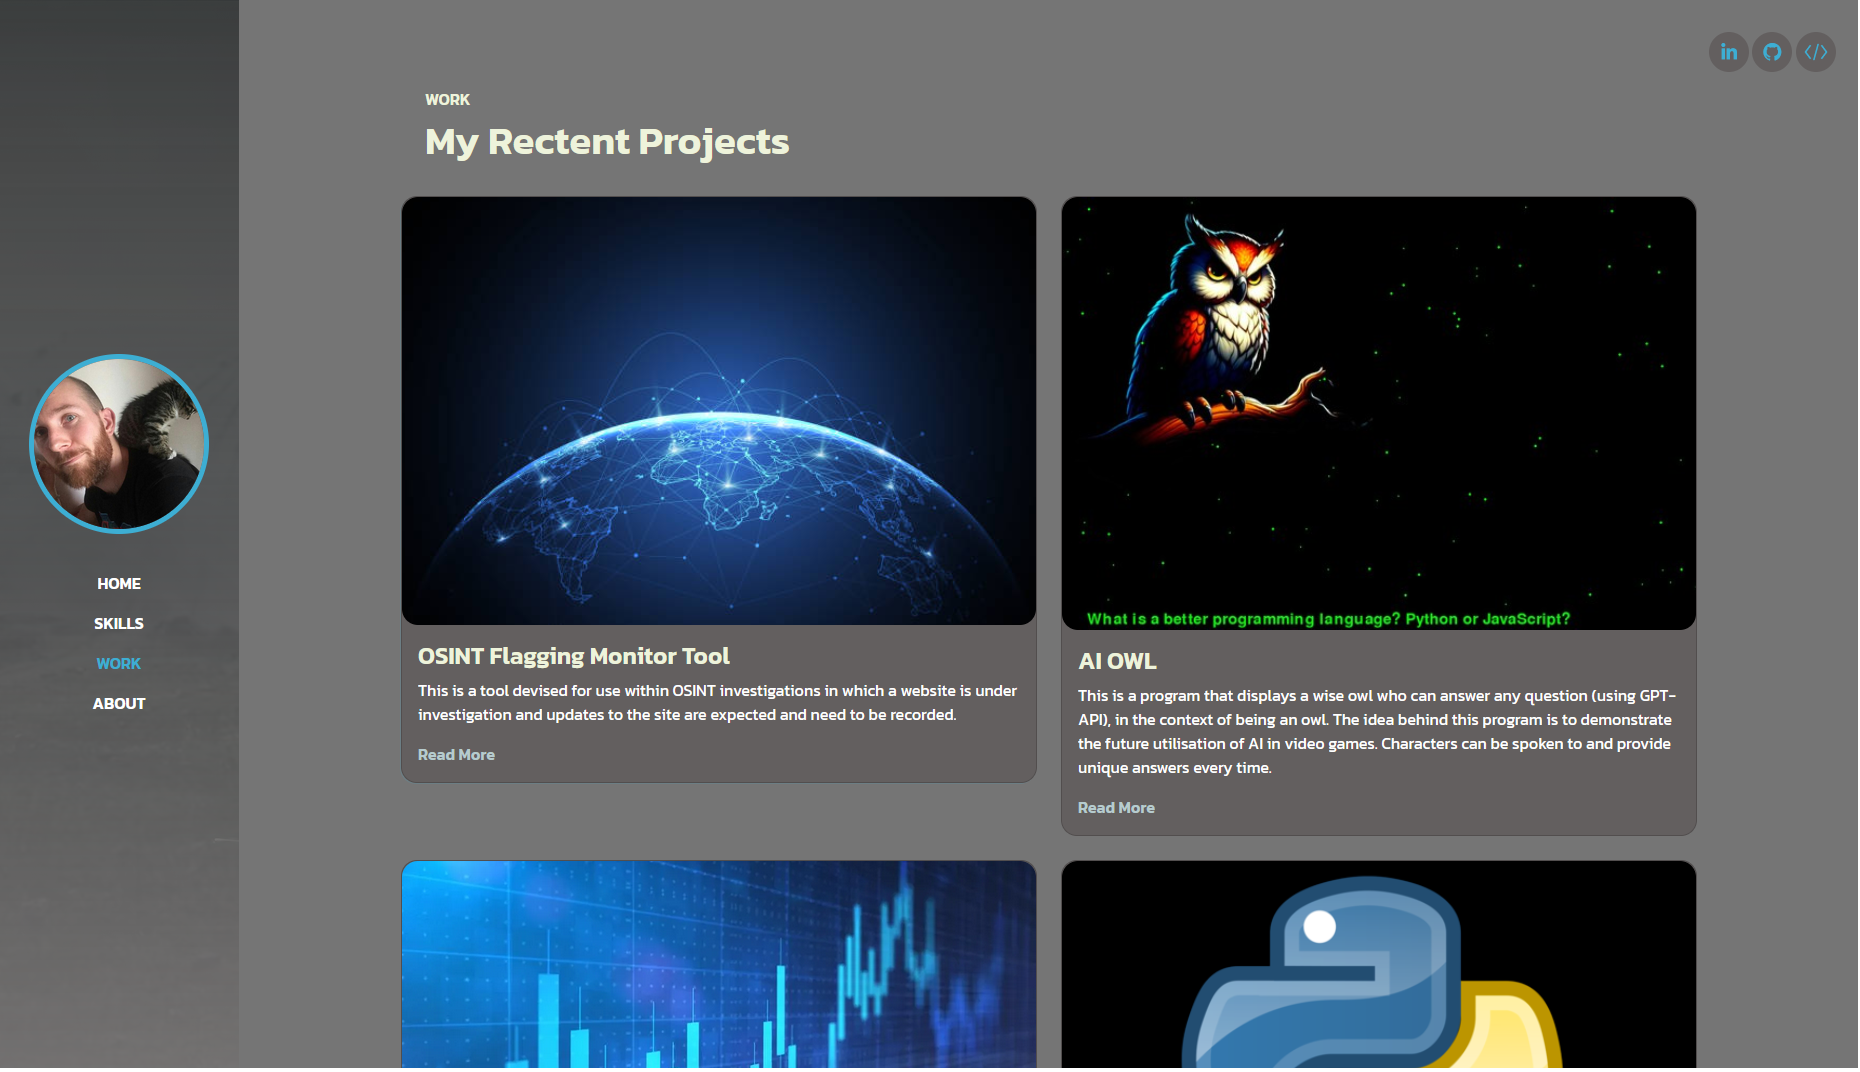 HOME
SKILLS
WORK
ABOUT
in
</>
WORK
My Rectent Projects
OSINT Flagging Monitor Tool
This is a tool devised for use within OSINT investigations in which a website is under
investigation and updates to the site are expected and need to be recorded.
Read More
What is a better programming language? Python or JavaScript?
AI OWL
This is a program that displays a wise owl who can answer any question (using GPT-
API), in the context of being an owl. The idea behind this program is to demonstrate
the future utilisation of AI in video games. Characters can be spoken to and provide
unique answers every time.
Read More